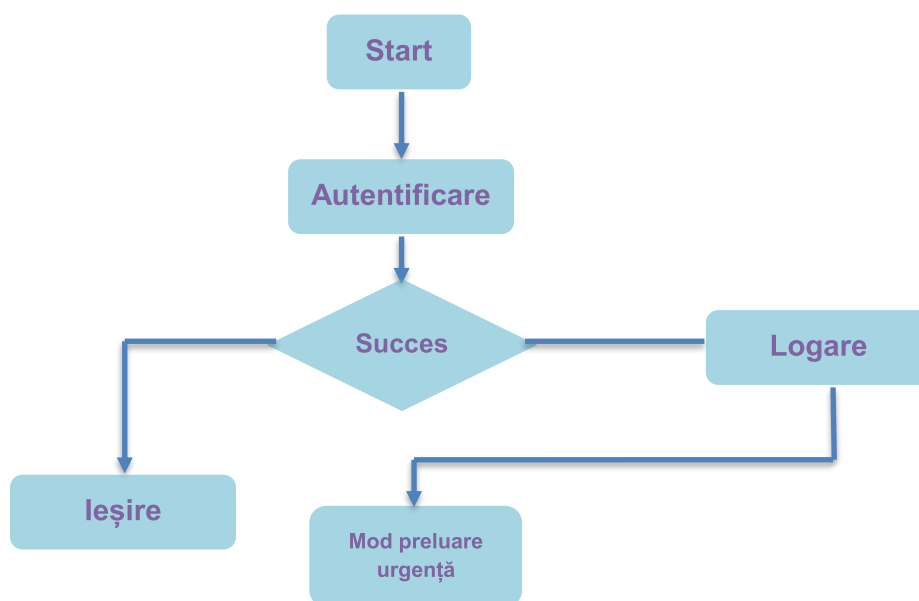 Start
Autentificare
Succes
Logare
Ieșire
Mod preluare
urgență